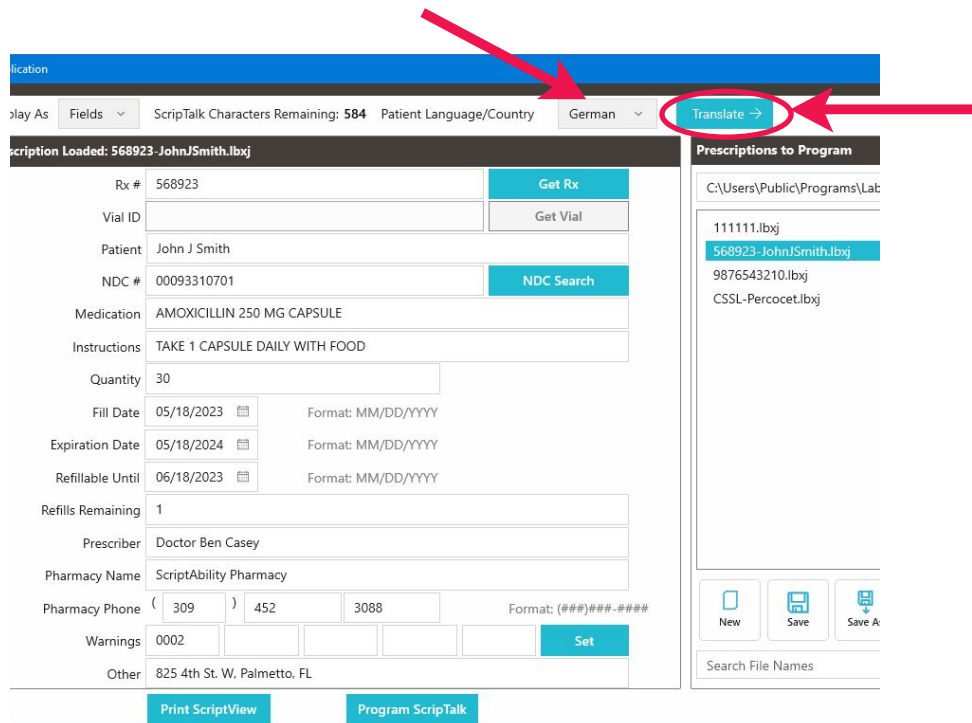 lication
play As Fields ScripTalk Characters Remaining: 584 Patient Language/Country German Translate →
scription Loaded: 568923-JohnJSmith.lbxj
Rx # 568923 Get Rx
Vial ID Get Vial
Patient John J Smith
NDC # 00093310701 NDC Search
Medication AMOXICILLIN 250 MG CAPSULE
Instructions TAKE 1 CAPSULE DAILY WITH FOOD
Quantity 30
Fill Date 05/18/2023 Format: MM/DD/YYYY
Expiration Date 05/18/2024 Format: MM/DD/YYYY
Refillable Until 06/18/2023 Format: MM/DD/YYYY
Refills Remaining 1
Prescriber Doctor Ben Casey
Pharmacy Name ScriptAbility Pharmacy
Pharmacy Phone ( 309 ) 452 3088 Format: (###)###-####
Warnings 0002 Set
Other 825 4th St. W, Palmetto, FL
Print ScriptView Program ScripTalk
Prescriptions to Program
C:\Users\Public\Programs\Lab
111111.lbxj
568923-JohnJSmith.lbxj
9876543210.lbxj
CSSL-Percocet.lbxj
New Save Save As
Search File Names